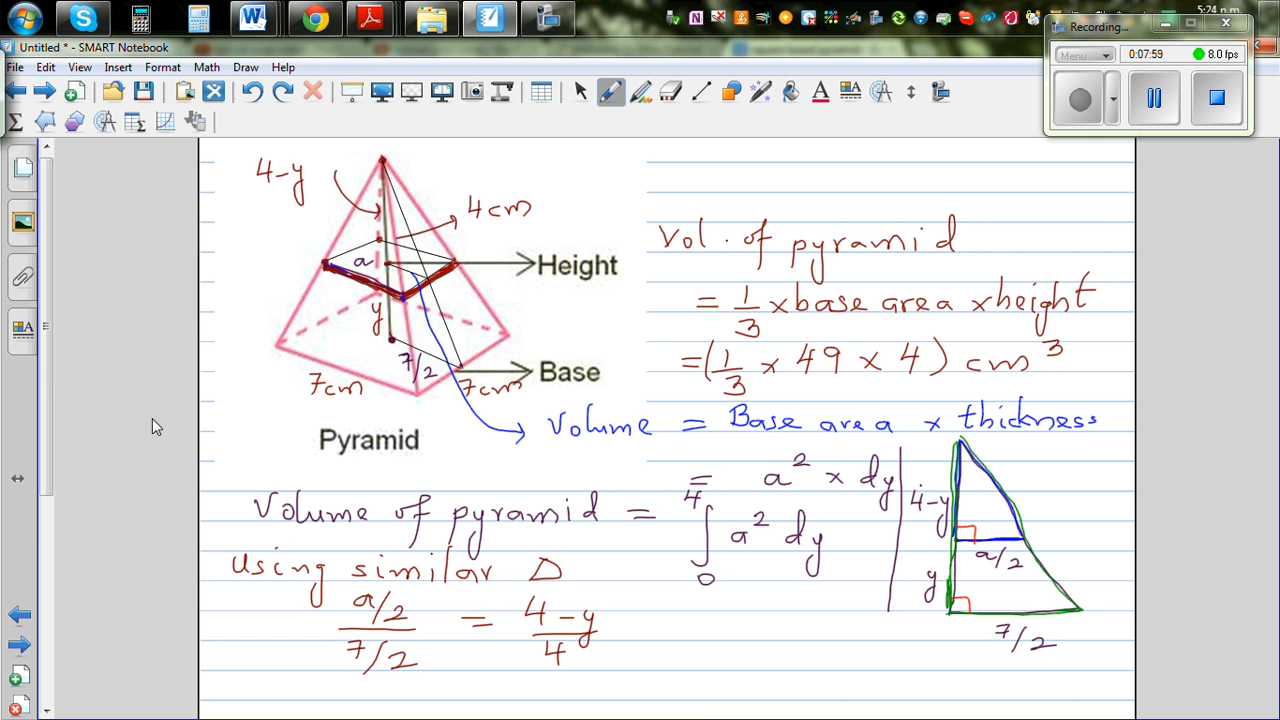 5:24 p.m.
Untitled * - SMART Notebook
Recording...
File Edit View Insert Format Math Draw Help
Menu 0:07:59 8.0 fps
4-y
4cm
a
Height
y
7/2
7cm
7cm
Base
Pyramid
Vol. of pyramid
= 1/3 x base area x height
= (1/3 x 49 x 4) cm³
Volume = Base area x thickness
= a² x dy
Volume of pyramid = ∫₀⁴ a² dy
Using similar Δ
(a/2)/(7/2) = (4-y)/4
4-y
a/2
y
7/2